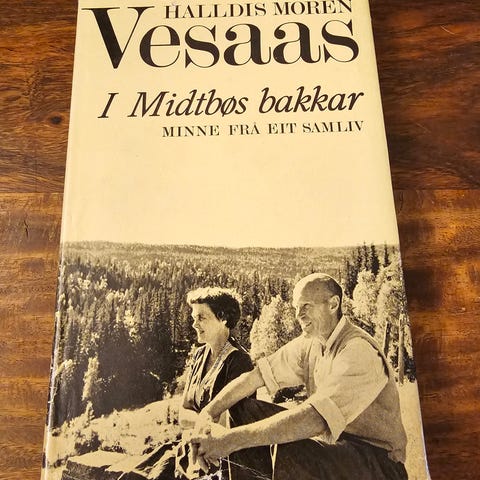 HALLDIS MOREN
Vesaas
I Midtbøs bakkar
MINNE FRÅ EIT SAMLIV